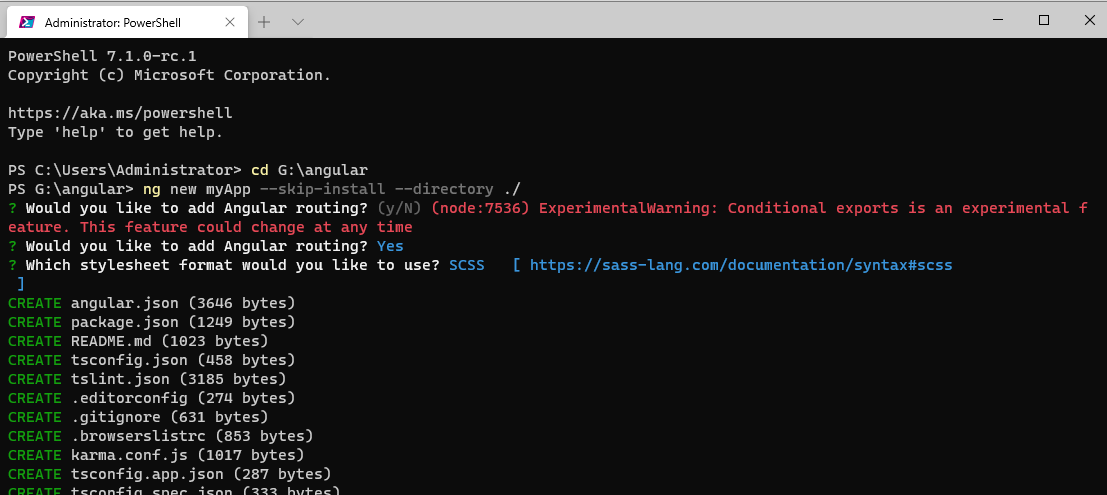 Administrator: PowerShell
PowerShell 7.1.0-rc.1
Copyright (c) Microsoft Corporation.
https://aka.ms/powershell
Type 'help' to get help.
PS C:\Users\Administrator> cd G:\angular
PS G:\angular> ng new myApp --skip-install --directory ./
? Would you like to add Angular routing? (y/N) (node:7536) ExperimentalWarning: Conditional exports is an experimental f
eature. This feature could change at any time
? Would you like to add Angular routing? Yes
? Which stylesheet format would you like to use? SCSS   [ https://sass-lang.com/documentation/syntax#scss
 ]
CREATE angular.json (3646 bytes)
CREATE package.json (1249 bytes)
CREATE README.md (1023 bytes)
CREATE tsconfig.json (458 bytes)
CREATE tslint.json (3185 bytes)
CREATE .editorconfig (274 bytes)
CREATE .gitignore (631 bytes)
CREATE .browserslistrc (853 bytes)
CREATE karma.conf.js (1017 bytes)
CREATE tsconfig.app.json (287 bytes)
CREATE tsconfig.spec.json (333 bytes)